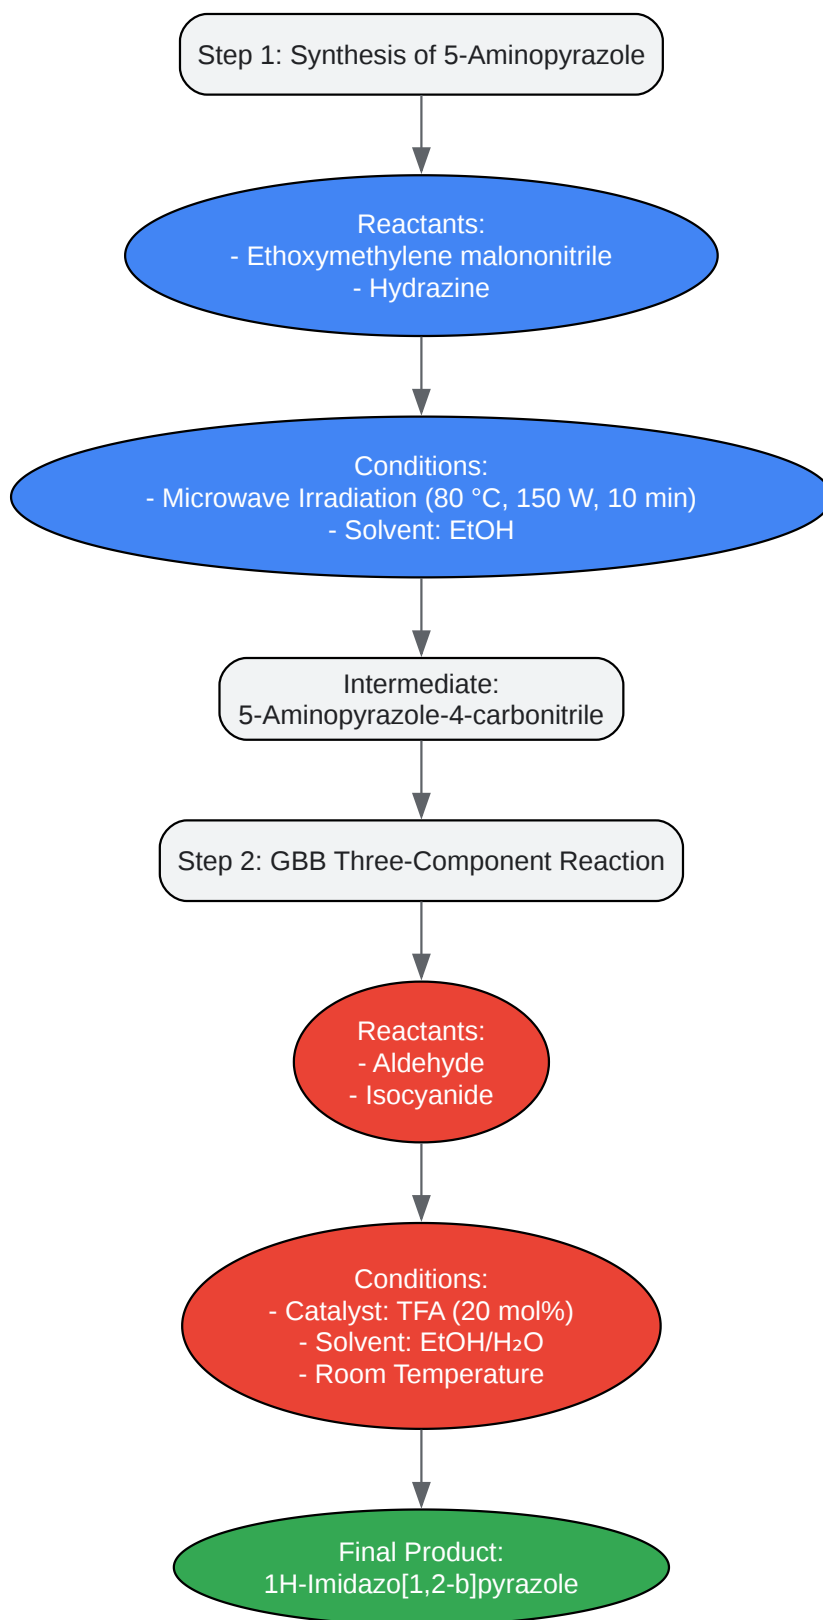 Step 1: Synthesis of 5-Aminopyrazole
Reactants:
- Ethoxymethylene malononitrile
- Hydrazine
Conditions:
- Microwave Irradiation (80 °C, 150 W, 10 min)
- Solvent: EtOH
Intermediate:
5-Aminopyrazole-4-carbonitrile
Step 2: GBB Three-Component Reaction
Reactants:
- Aldehyde
- Isocyanide
Conditions:
- Catalyst: TFA (20 mol%)
- Solvent: EtOH/H₂O
- Room Temperature
Final Product:
1H-Imidazo[1,2-b]pyrazole